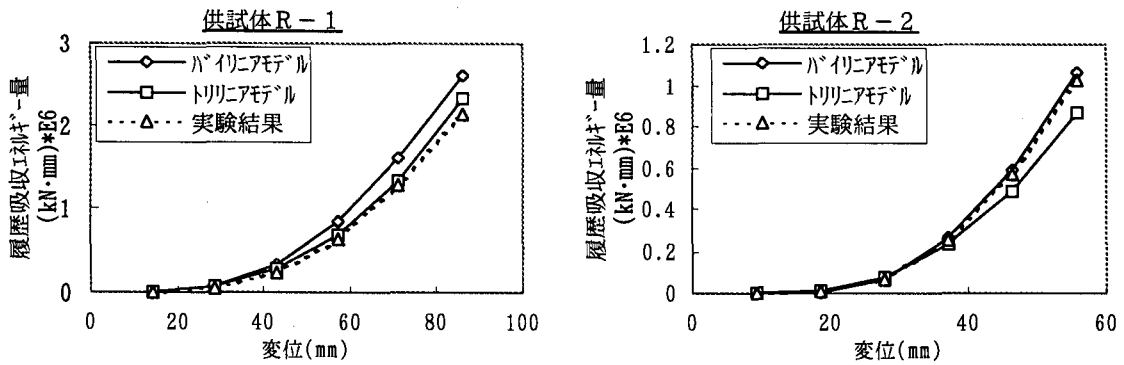 供試体R－1
3
2
1
0
バイリニアモデル
トリリニアモデル
実験結果
履歴吸収エネルギー量
(kN·mm)*E6
0 20 40 60 80 100
変位(mm)
供試体R－2
1.2
1
0.8
0.6
0.4
0.2
0
バイリニアモデル
トリリニアモデル
実験結果
履歴吸収エネルギー量
(kN·mm)*E6
0 20 40 60
変位(mm)